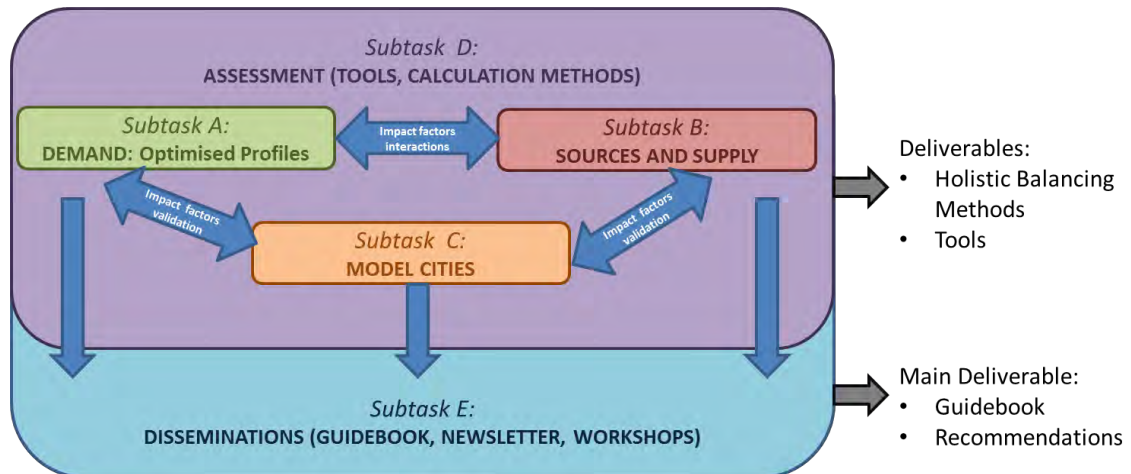 Subtask D:
ASSESSMENT (TOOLS, CALCULATION METHODS)
Subtask A:
DEMAND: Optimised Profiles
Impact factors
interactions
Subtask B:
SOURCES AND SUPPLY
Impact factors
validation
Subtask C:
MODEL CITIES
Impact factors
validation
Subtask E:
DISSEMINATIONS (GUIDEBOOK, NEWSLETTER, WORKSHOPS)
Deliverables:
• Holistic Balancing
Methods
• Tools
Main Deliverable:
• Guidebook
• Recommendations